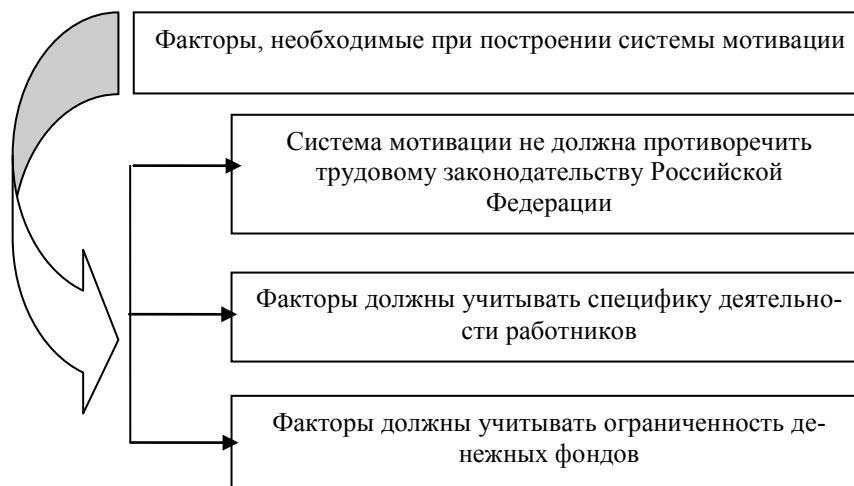 Факторы, необходимые при построении системы мотивации
Система мотивации не должна противоречить
трудовому законодательству Российской
Федерации
Факторы должны учитывать специфику деятельно-
сти работников
Факторы должны учитывать ограниченность де-
нежных фондов